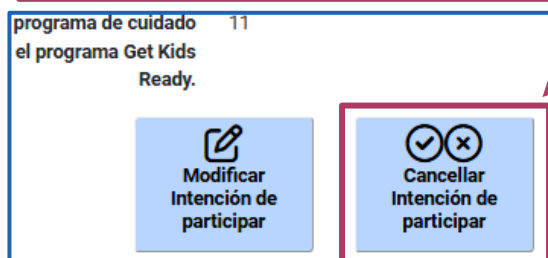 programa de cuidado 11
el programa Get Kids
Ready.
Modificar
Intención de
participar
Cancellar
Intención de
participar